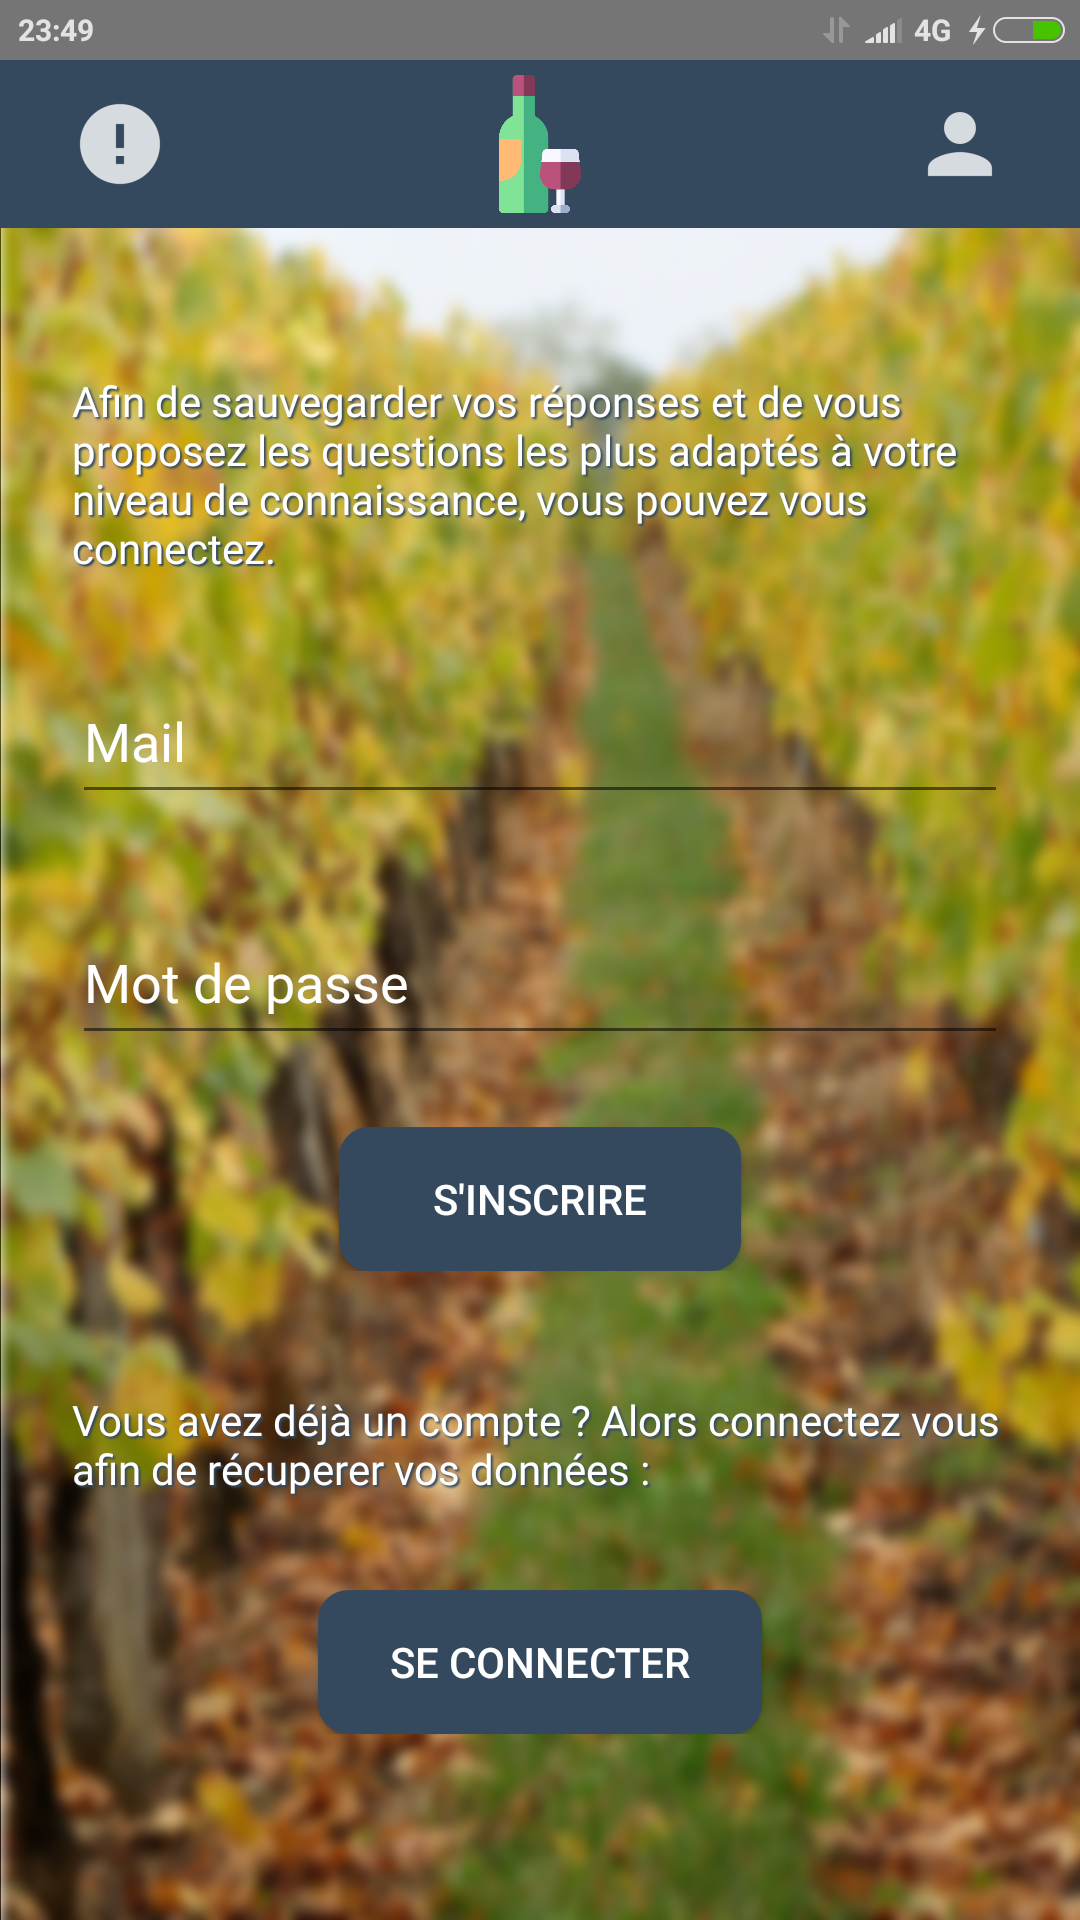 23:49 4G
Afin de sauvegarder vos réponses et de vous
proposez les questions les plus adaptés à votre
niveau de connaissance, vous pouvez vous
connectez.
Mail
Mot de passe
S'INSCRIRE
Vous avez déjà un compte ? Alors connectez vous
afin de récuperer vos données :
SE CONNECTER